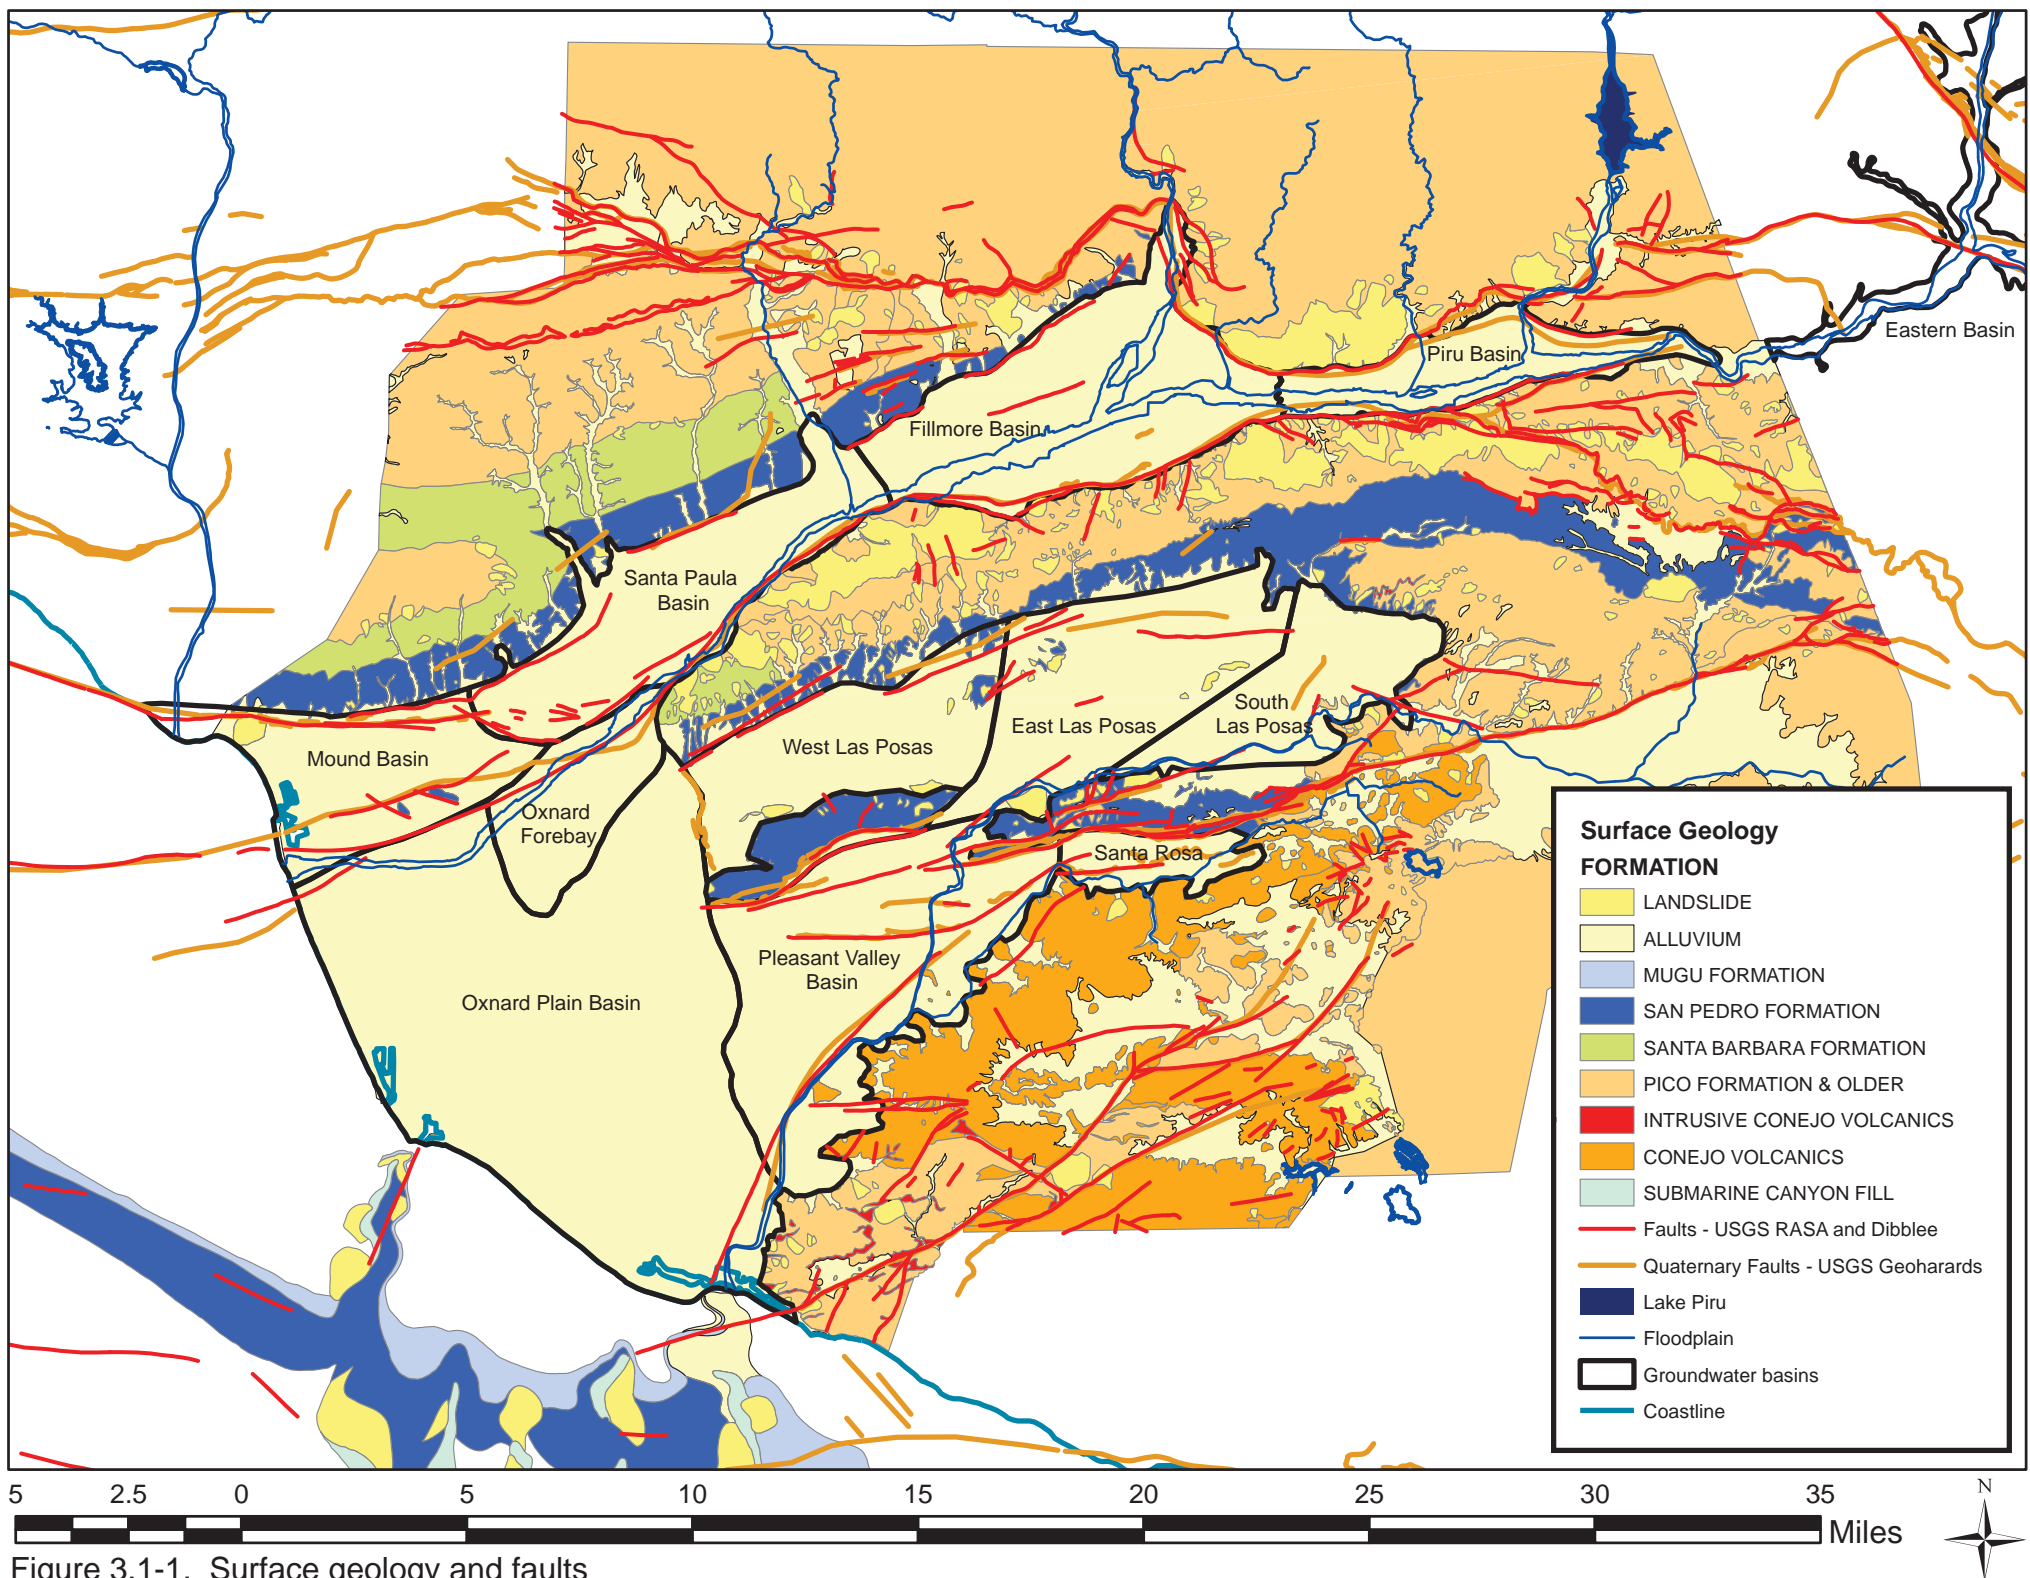 Eastern Basin
Piru Basin
Fillmore Basin
Santa Paula
Basin
South
Las Posas
East Las Posas
West Las Posas
Mound Basin
Oxnard
Forebay
Santa Rosa
Pleasant Valley
Basin
Oxnard Plain Basin
Surface Geology
FORMATION
LANDSLIDE
ALLUVIUM
MUGU FORMATION
SAN PEDRO FORMATION
SANTA BARBARA FORMATION
PICO FORMATION & OLDER
INTRUSIVE CONEJO VOLCANICS
CONEJO VOLCANICS
SUBMARINE CANYON FILL
Faults - USGS RASA and Dibblee
Quaternary Faults - USGS Geoharards
Lake Piru
Floodplain
Groundwater basins
Coastline
5 2.5 0 5 10 15 20 25 30 35
N
Miles
Figure 3.1-1. Surface geology and faults